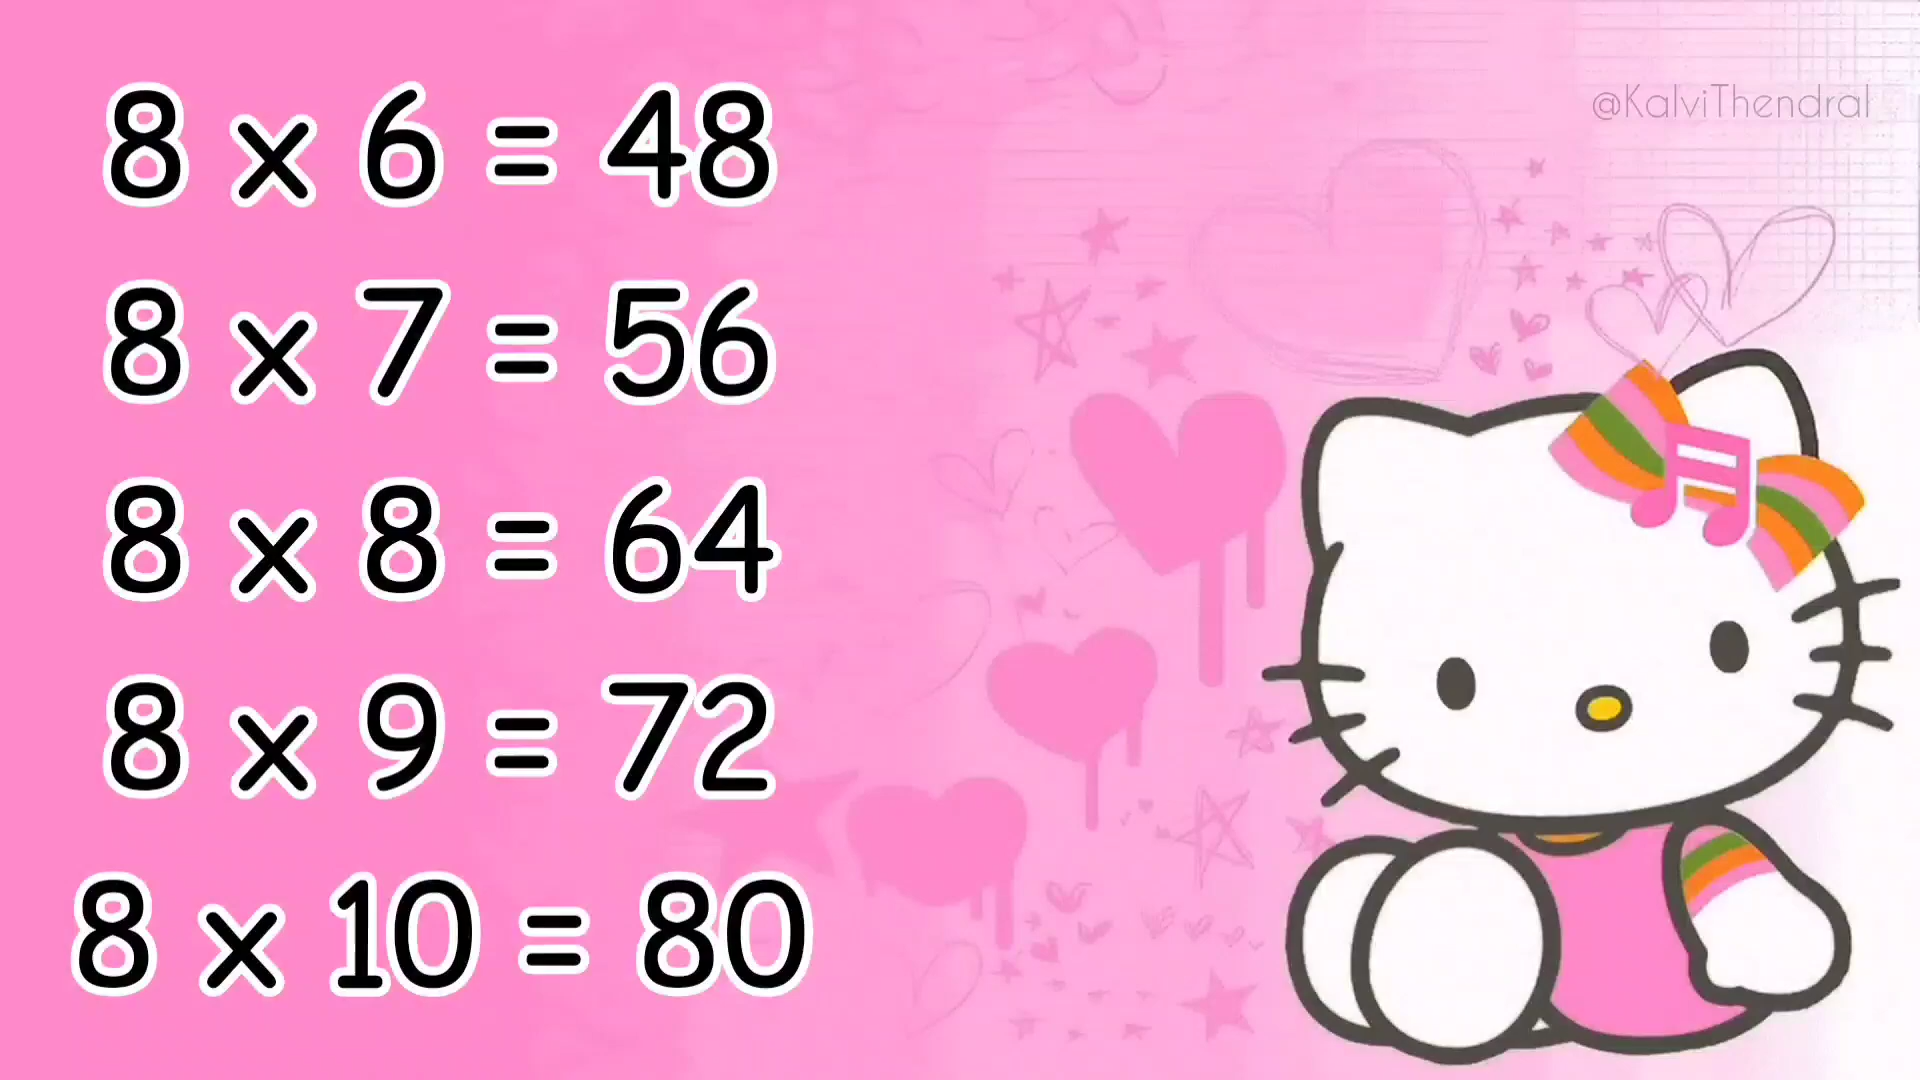 @KalviThendral
8 × 6 = 48
8 × 7 = 56
8 × 8 = 64
8 × 9 = 72
8 × 10 = 80